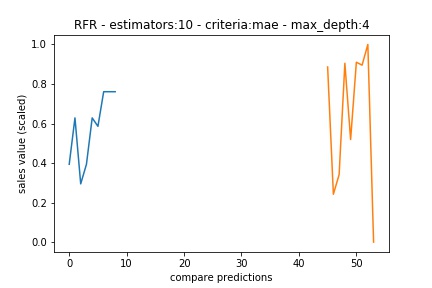 RFR - estimators:10 - criteria:mae - max_depth:4
1.0
0.8
0.6
0.4
0.2
0.0
sales value (scaled)
0 10 20 30 40 50
compare predictions